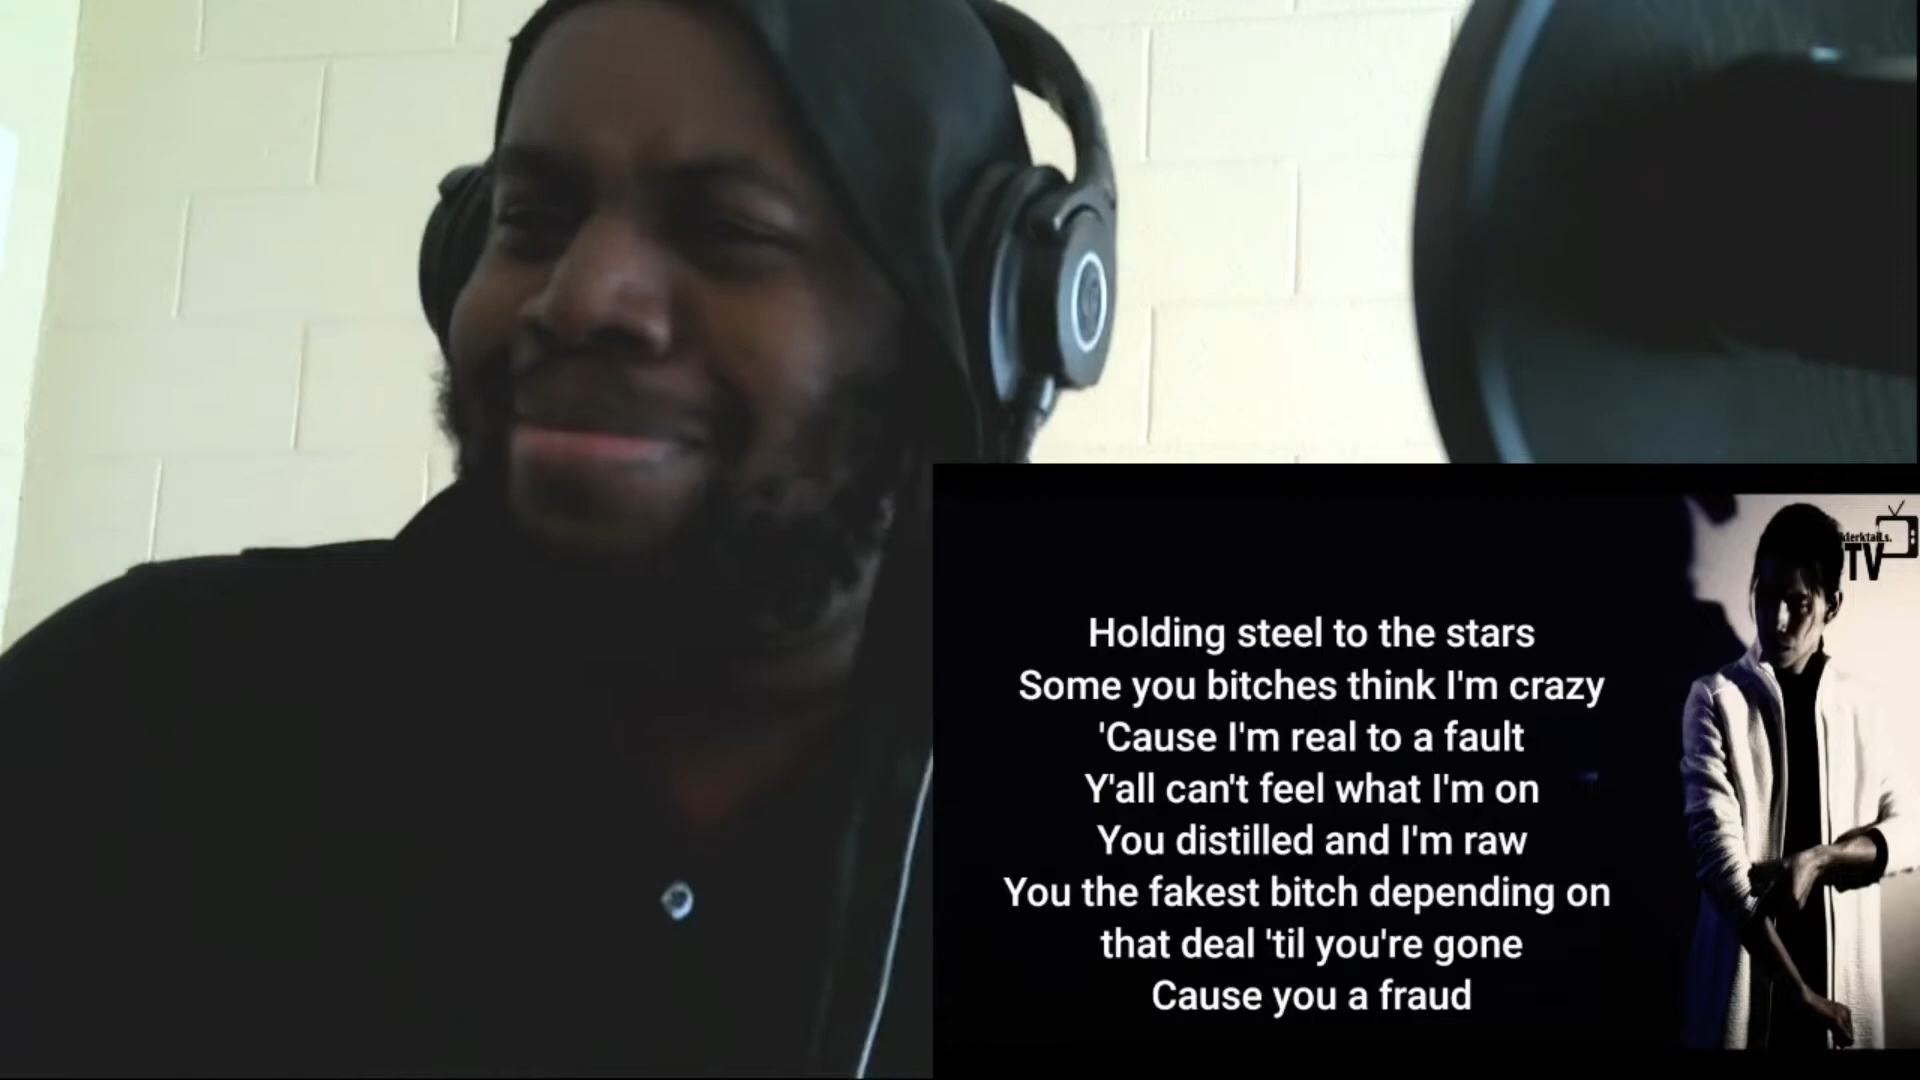 klerktaiLs.
TV
Holding steel to the stars
Some you bitches think I'm crazy
'Cause I'm real to a fault
Y'all can't feel what I'm on
You distilled and I'm raw
You the fakest bitch depending on
that deal 'til you're gone
Cause you a fraud